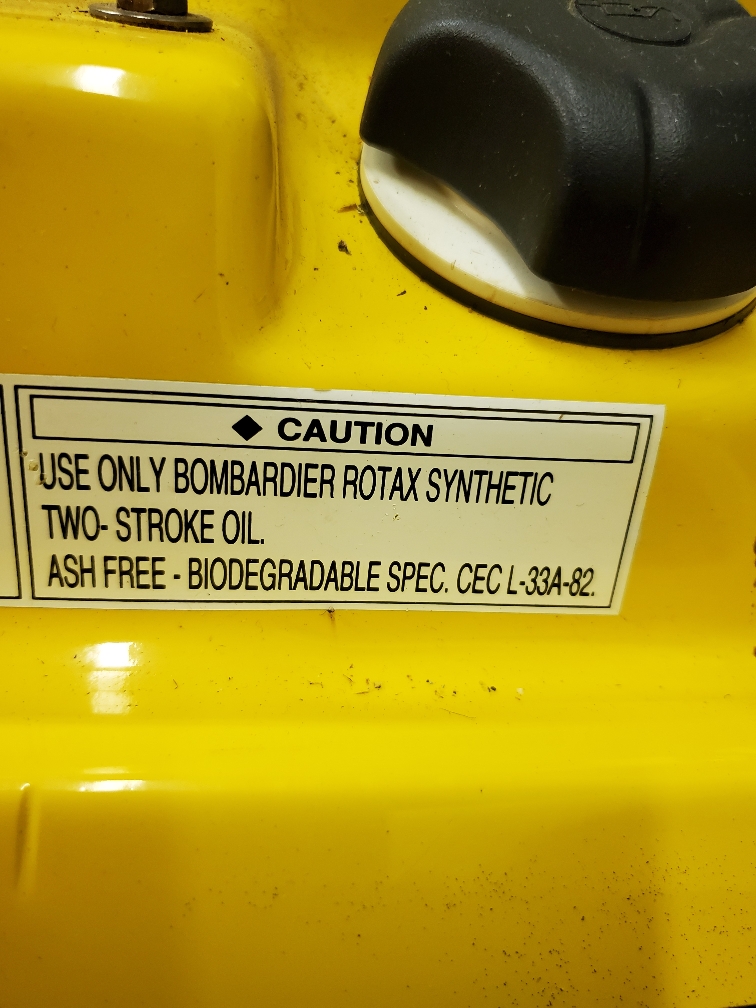 ◆ CAUTION
USE ONLY BOMBARDIER ROTAX SYNTHETIC
TWO- STROKE OIL.
ASH FREE - BIODEGRADABLE SPEC. CEC L-33A-82.